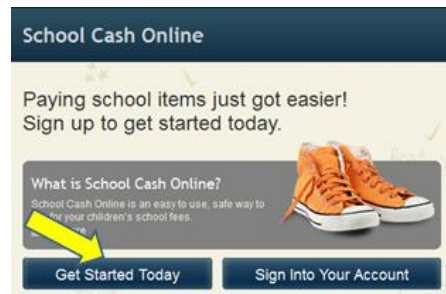 School Cash Online
Paying school items just got easier!
Sign up to get started today.
What is School Cash Online?
School Cash Online is an easy to use, safe way to
for your children's school fees.
Get Started Today
Sign Into Your Account